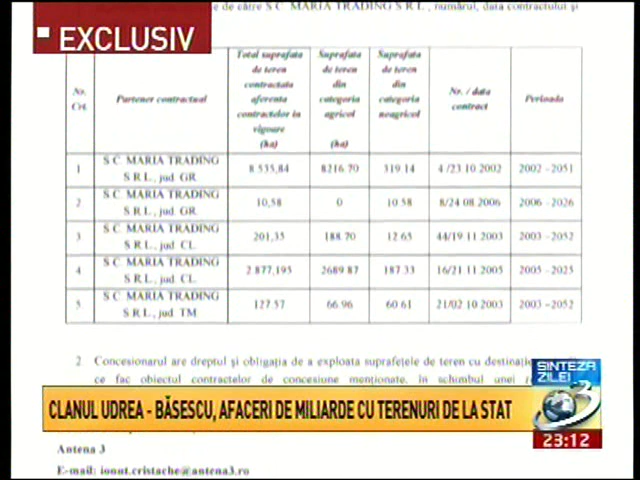 e de către S C MARIA TRADING S R L , numărul, data contractului și
EXCLUSIV
Nr. Crt. | Partener contractual | Total suprafata de teren contractata aferenta contractelor in vigoare (ha) | Suprafata de teren din categoria agricol (ha) | Suprafata de teren din categoria neagricol | Nr. / data contract | Perioada
1 | S C MARIA TRADING S R L , jud GR | 8 535,84 | 8216 70 | 319 14 | 4 /23 10 2002 | 2002 -2051
2 | S C MARIA TRADING S R L , jud GR | 10,58 | 0 | 10 58 | 8/24 08 2006 | 2006 -2026
3 | S C MARIA TRADING S R L , jud CL | 201,35 | 188 70 | 12 65 | 44/19 11 2003 | 2003 -2052
4 | S C MARIA TRADING S R L , jud CL | 2 877,195 | 2689 87 | 187 33 | 16/21 11 2005 | 2005 -2025
5 | S C MARIA TRADING S R L , jud TM | 127 57 | 66 96 | 60 61 | 21/02 10 2003 | 2003 –2052
2 Concesionarul are dreptul și obligația de a exploata suprafețele de teren cu destinație
ce fac obiectul contractelor de concesiune menționate, în schimbul unei
SINTEZA
ZILEI
3
CLANUL UDREA - BĂSESCU, AFACERI DE MILIARDE CU TERENURI DE LA STAT
23:12
Antena 3
E-mail: ionut.cristache@antena3.ro